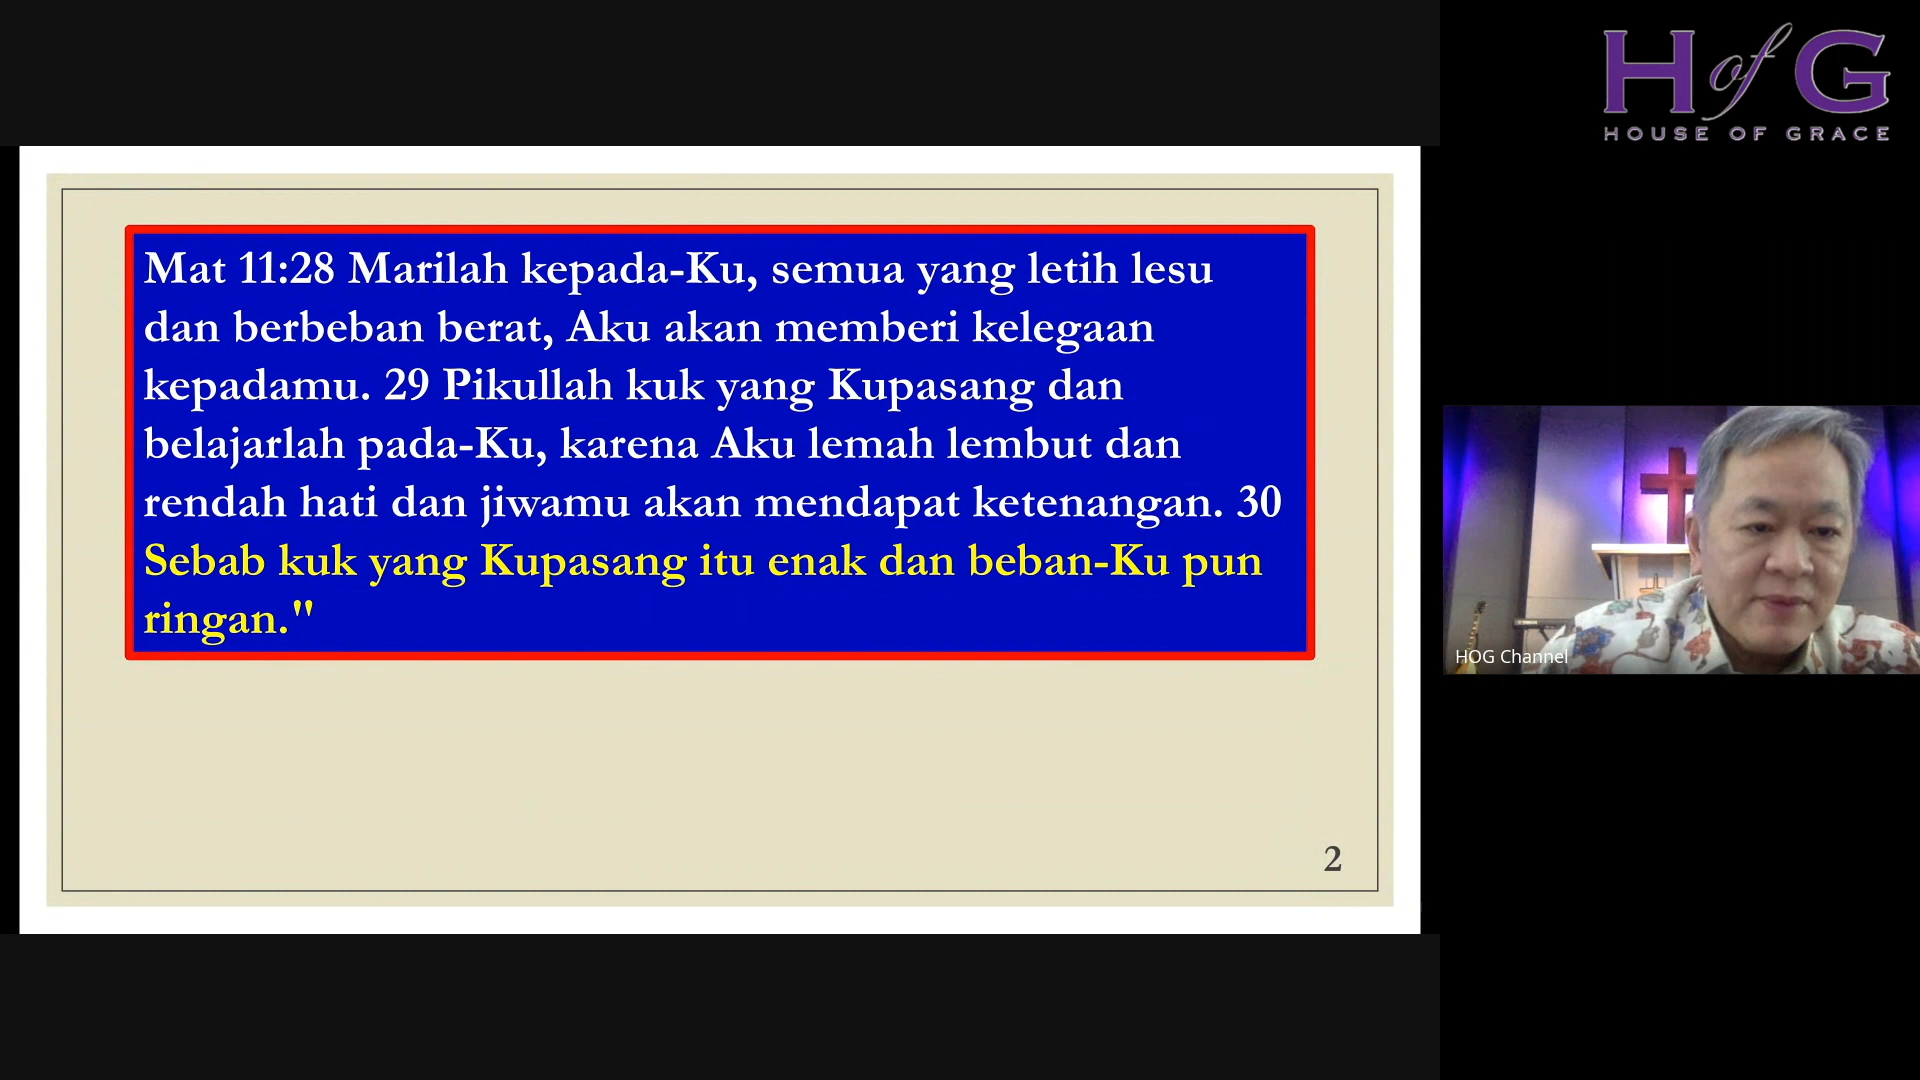 H of G
HOUSE OF GRACE
Mat 11:28 Marilah kepada-Ku, semua yang letih lesu
dan berbeban berat, Aku akan memberi kelegaan
kepadamu. 29 Pikullah kuk yang Kupasang dan
belajarlah pada-Ku, karena Aku lemah lembut dan
rendah hati dan jiwamu akan mendapat ketenangan. 30
Sebab kuk yang Kupasang itu enak dan beban-Ku pun
ringan."
2
HOG Channel